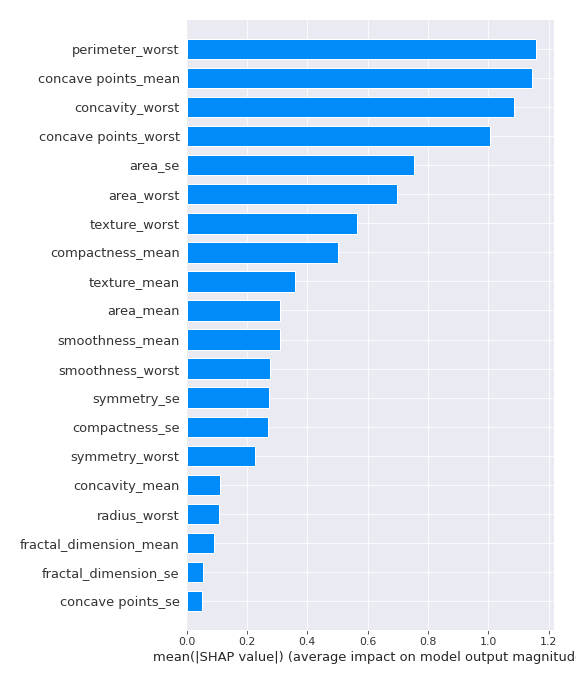 perimeter_worst
concave points_mean
concavity_worst
concave points_worst
area_se
area_worst
texture_worst
compactness_mean
texture_mean
area_mean
smoothness_mean
smoothness_worst
symmetry_se
compactness_se
symmetry_worst
concavity_mean
radius_worst
fractal_dimension_mean
fractal_dimension_se
concave points_se
0.0 0.2 0.4 0.6 0.8 1.0 1.2
mean(|SHAP value|) (average impact on model output magnitud